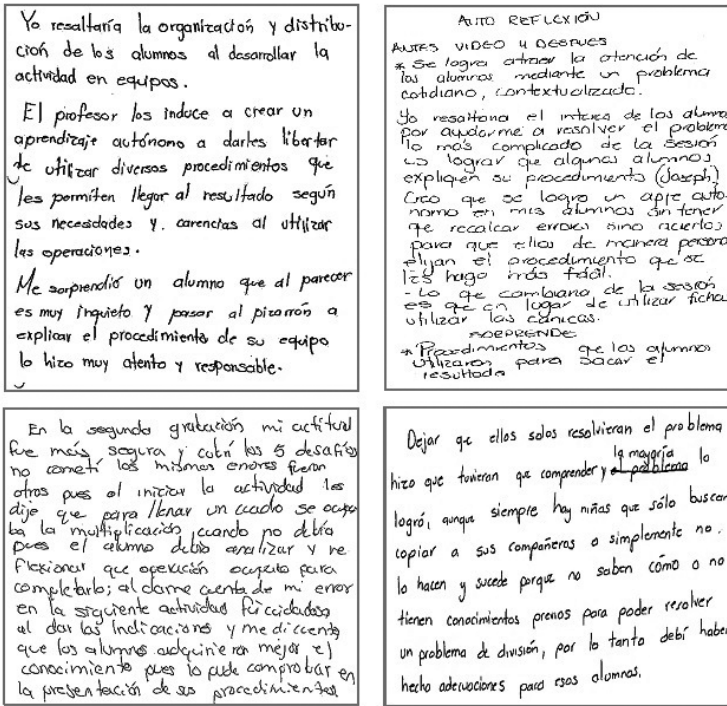 Yo resaltaría la organización y distribu-
ción de los alumnos al desarrollar la
actividad en equipos.
El profesor los induce a crear un
aprendizaje autónomo a darles libertar
de utilizar diversos procedimientos que
les permiten llegar al resultado según
sus necesidades y carencias al utilizar
las operaciones.
Me sorprendió un alumno que al parecer
es muy inquieto y pasar al pizarrón a
explicar el procedimiento de su equipo
lo hizo muy atento y responsable.
AUTO REFLEXIÓN
ANTES VIDEO Y DESPUES
* Se logra atraer la atención de
los alumnos mediante un problema
cotidiano, contextualizado.
Yo resaltaría el interes de los alumno
por ayudarme a resolver el problema
lo más complicado de la sesión
es lograr que algunos alumnos
expliquen su procedimiento (Joseph)
Creo que se logro un apre auto-
nomo en mis alumnos sin tener
que recalcar errores sino aciertos
para que ellos de manera persona
elijan el procedimiento que se
les haga más fácil.
- Lo que cambiaria de la sesión
es que en lugar de utilizar ficha
utilizar las canicas.
SORPRENDE
* Procedimientos que los alumnos
utilizaron para sacar el
resultado
En la segunda grabación mi actitud
fue más segura y cubrí los 5 desafíos
no cometí los mismos errores fueron
otros pues al iniciar la actividad les
dije que para llenar un cuadro se ocupa
ba la multiplicación cuando no debía
pues el alumno debía analizar y re
flexionar que operación ocuparía para
completarlo; al darme cuenta de mi error
en la siguiente actividad fui cuidadosa
al dar las indicaciones y me di cuenta
que los alumnos adquirieron mejor el
conocimiento pues lo pude comprobar en
la presentación de sus procedimientos
Dejar que ellos solos resolvieran el problema
hizo que tuvieran que comprender y el problema la mayoría lo
logró, aunque siempre hay niñas que sólo buscan
copiar a sus compañeros o simplemente no
lo hacen y sucede porque no saben cómo o no
tienen conocimientos previos para poder resolver
un problema de división, por lo tanto debí haber
hecho adecuaciones para esos alumnos.